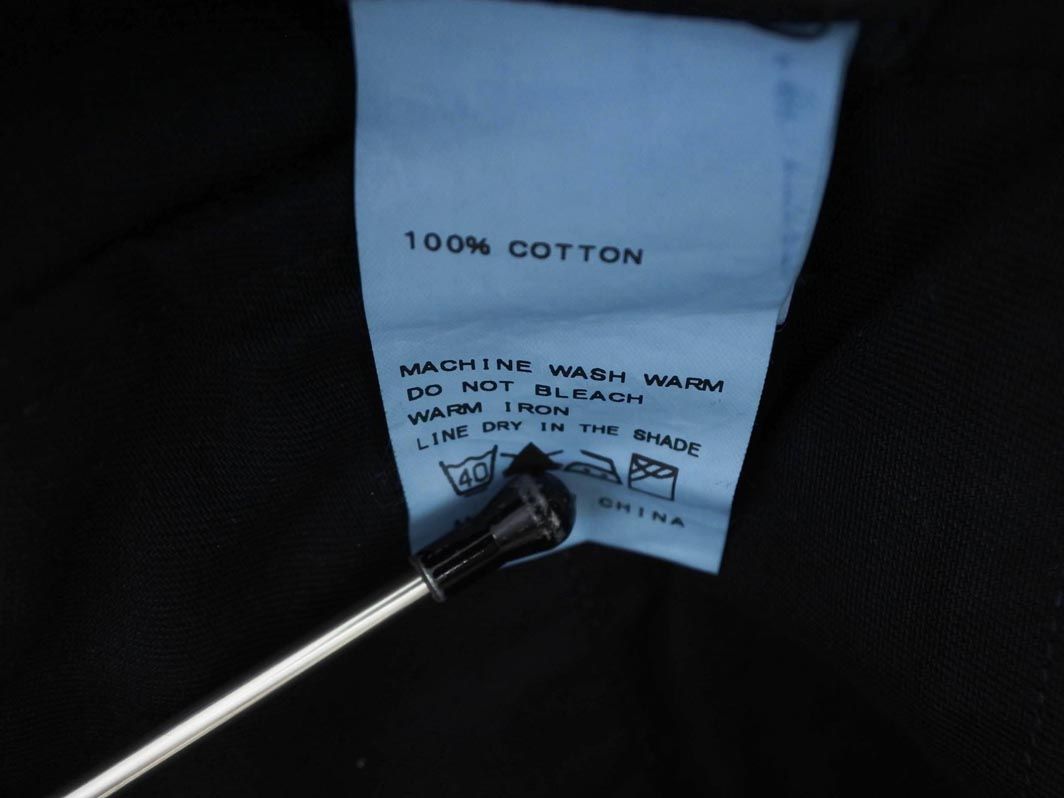 100% COTTON
MACHINE WASH WARM
DO NOT BLEACH
WARM IRON
LINE DRY IN THE SHADE
40
CHINA